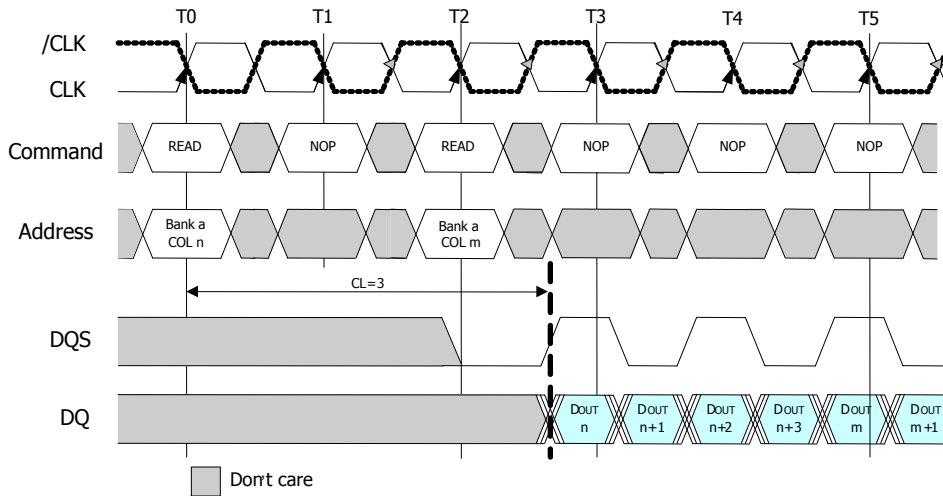 T0 T1 T2 T3 T4 T5
/CLK
CLK
Command READ NOP READ NOP NOP NOP
Address Bank a COL n Bank a COL m
CL=3
DQS
DQ DOUT n DOUT n+1 DOUT n+2 DOUT n+3 DOUT m DOUT m+1
Don't care